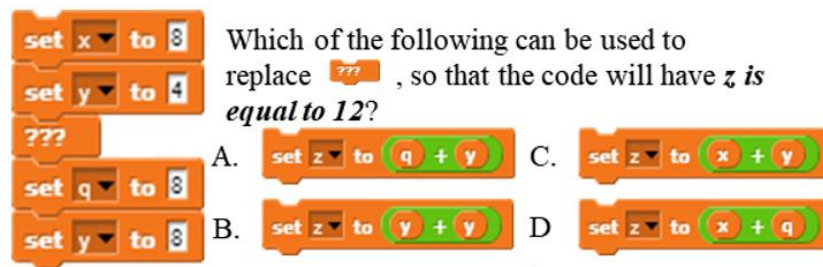 set x to 8
set y to 4
???
set q to 8
set y to 8
Which of the following can be used to
replace ??? , so that the code will have z is
equal to 12?
A. set z to q + y
B. set z to y + y
C. set z to x + y
D set z to x + q